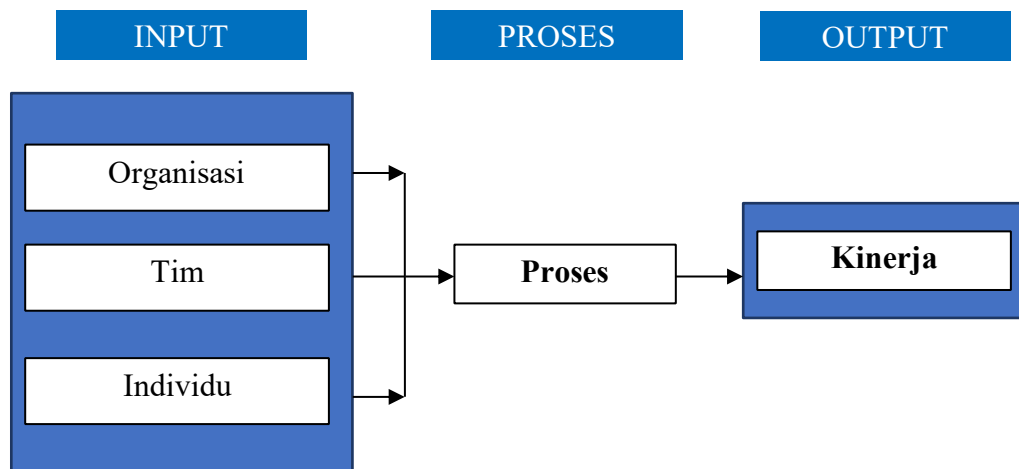 INPUT
PROSES
OUTPUT
Organisasi
Tim
Individu
Proses
Kinerja